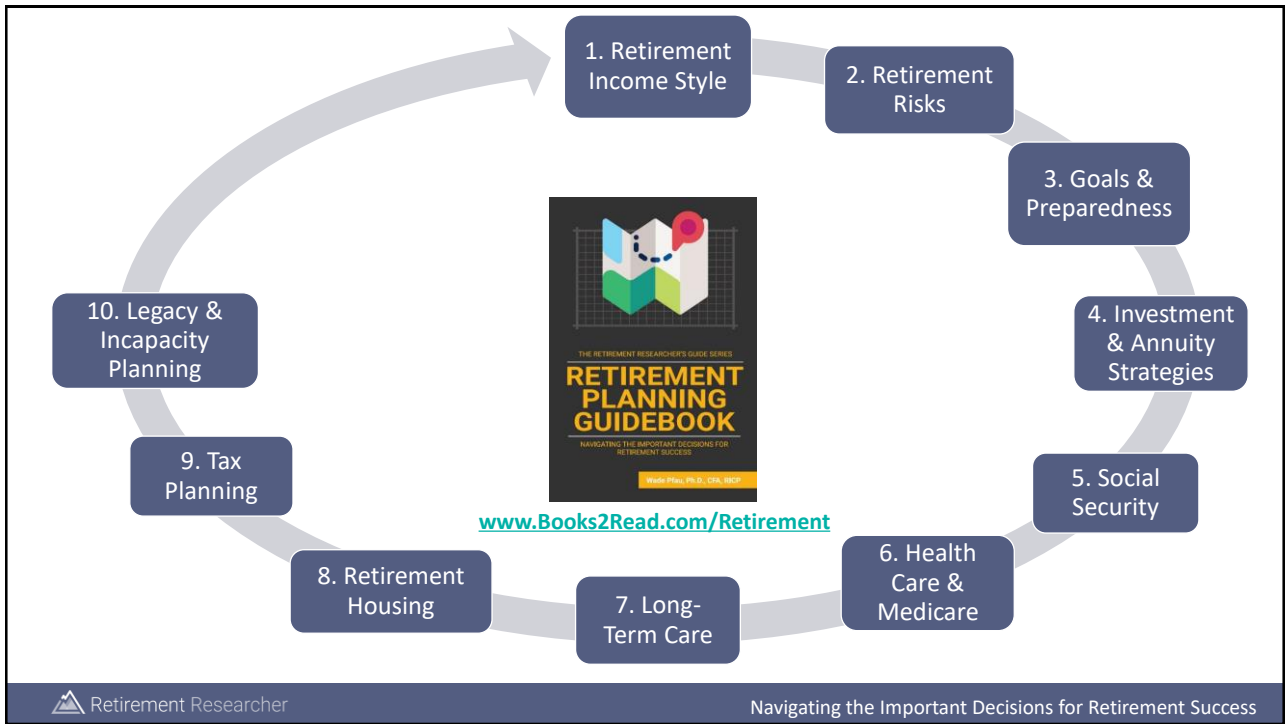 1. Retirement
Income Style
2. Retirement
Risks
3. Goals &
Preparedness
4. Investment
& Annuity
Strategies
5. Social
Security
6. Health
Care &
Medicare
7. Long-
Term Care
8. Retirement
Housing
9. Tax
Planning
10. Legacy &
Incapacity
Planning
THE RETIREMENT RESEARCHER'S GUIDE SERIES
RETIREMENT
PLANNING
GUIDEBOOK
NAVIGATING THE IMPORTANT DECISIONS FOR
RETIREMENT SUCCESS
Wade Pfau, Ph.D., CFA, RICP
www.Books2Read.com/Retirement
Retirement Researcher
Navigating the Important Decisions for Retirement Success